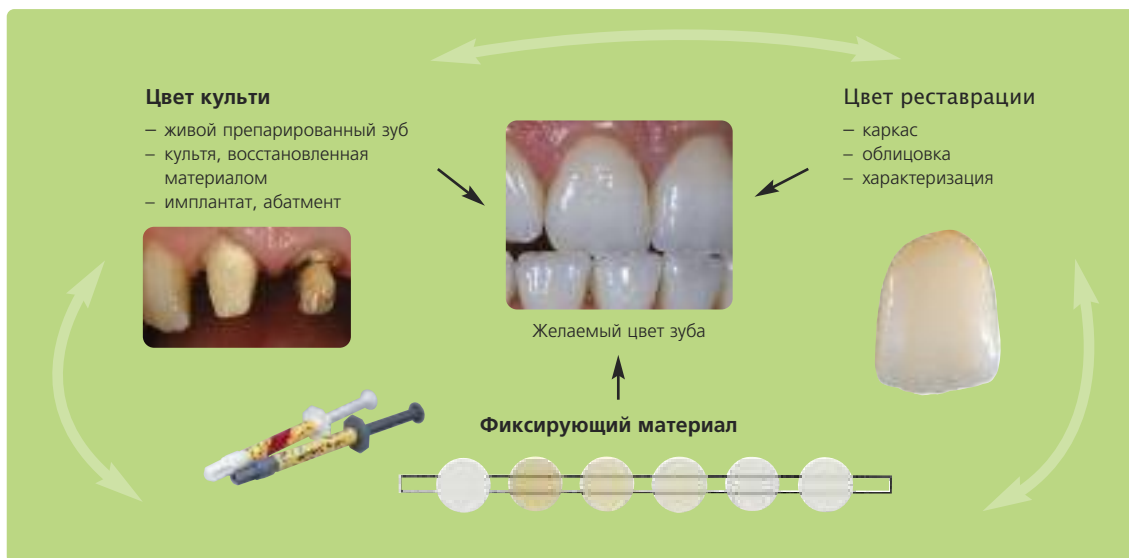 Цвет культи
– живой препарированный зуб
– культя, восстановленная
материалом
– имплантат, абатмент
Цвет реставрации
– каркас
– облицовка
– характеризация
Желаемый цвет зуба
Фиксирующий материал